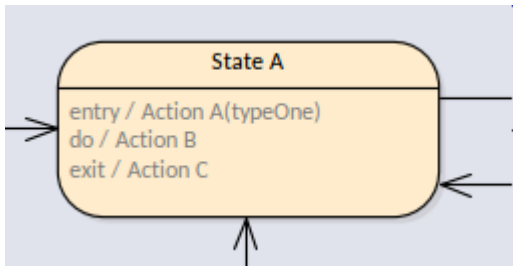 State A
entry / Action A(typeOne)
do / Action B
exit / Action C